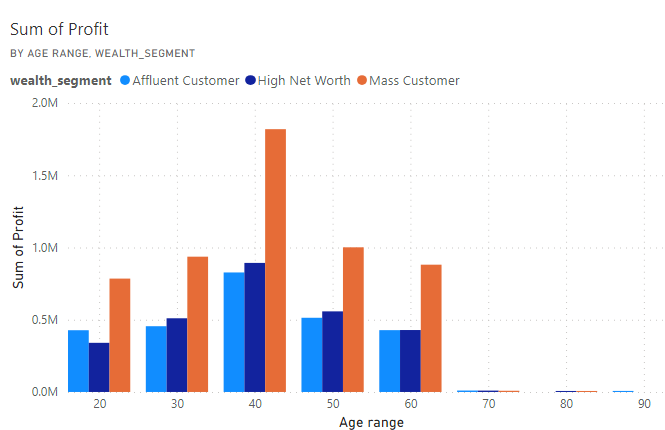 Sum of Profit
BY AGE RANGE, WEALTH_SEGMENT
wealth_segment Affluent Customer High Net Worth Mass Customer
2.0M
1.5M
1.0M
0.5M
0.0M
Sum of Profit
20 30 40 50 60 70 80 90
Age range